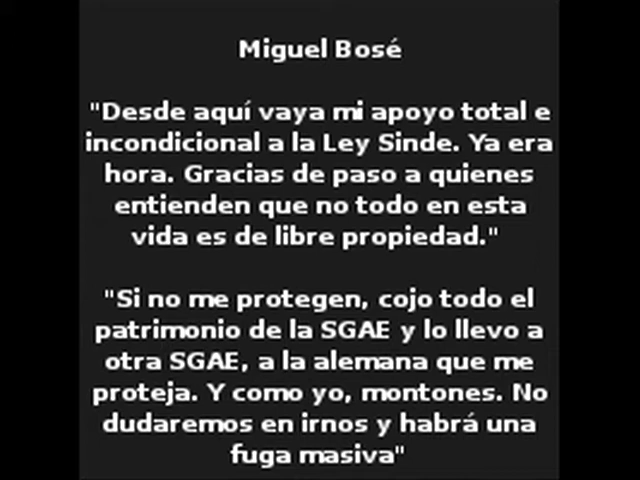 Miguel Bosé
"Desde aquí vaya mi apoyo total e
incondicional a la Ley Sinde. Ya era
hora. Gracias de paso a quienes
entienden que no todo en esta
vida es de libre propiedad."
"Si no me protegen, cojo todo el
patrimonio de la SGAE y lo llevo a
otra SGAE, a la alemana que me
proteja. Y como yo, montones. No
dudaremos en irnos y habrá una
fuga masiva"